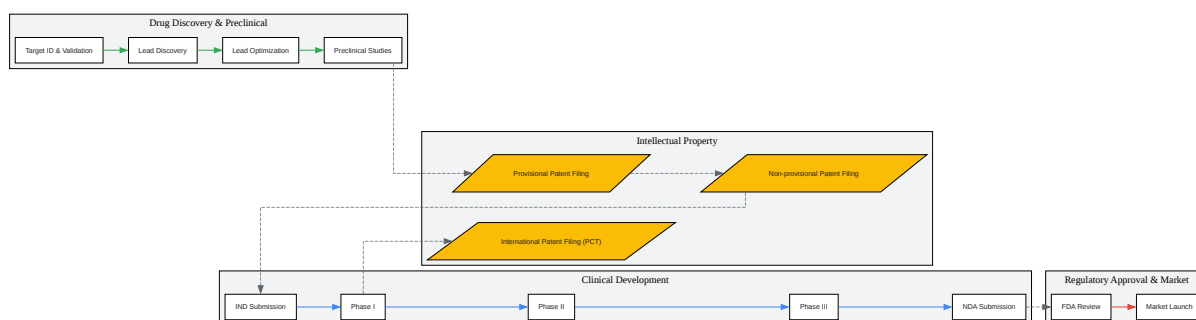 Drug Discovery & Preclinical
Target ID & Validation
Lead Discovery
Lead Optimization
Preclinical Studies
Intellectual Property
Provisional Patent Filing
Non-provisional Patent Filing
International Patent Filing (PCT)
Clinical Development
IND Submission
Phase I
Phase II
Phase III
NDA Submission
Regulatory Approval & Market
FDA Review
Market Launch